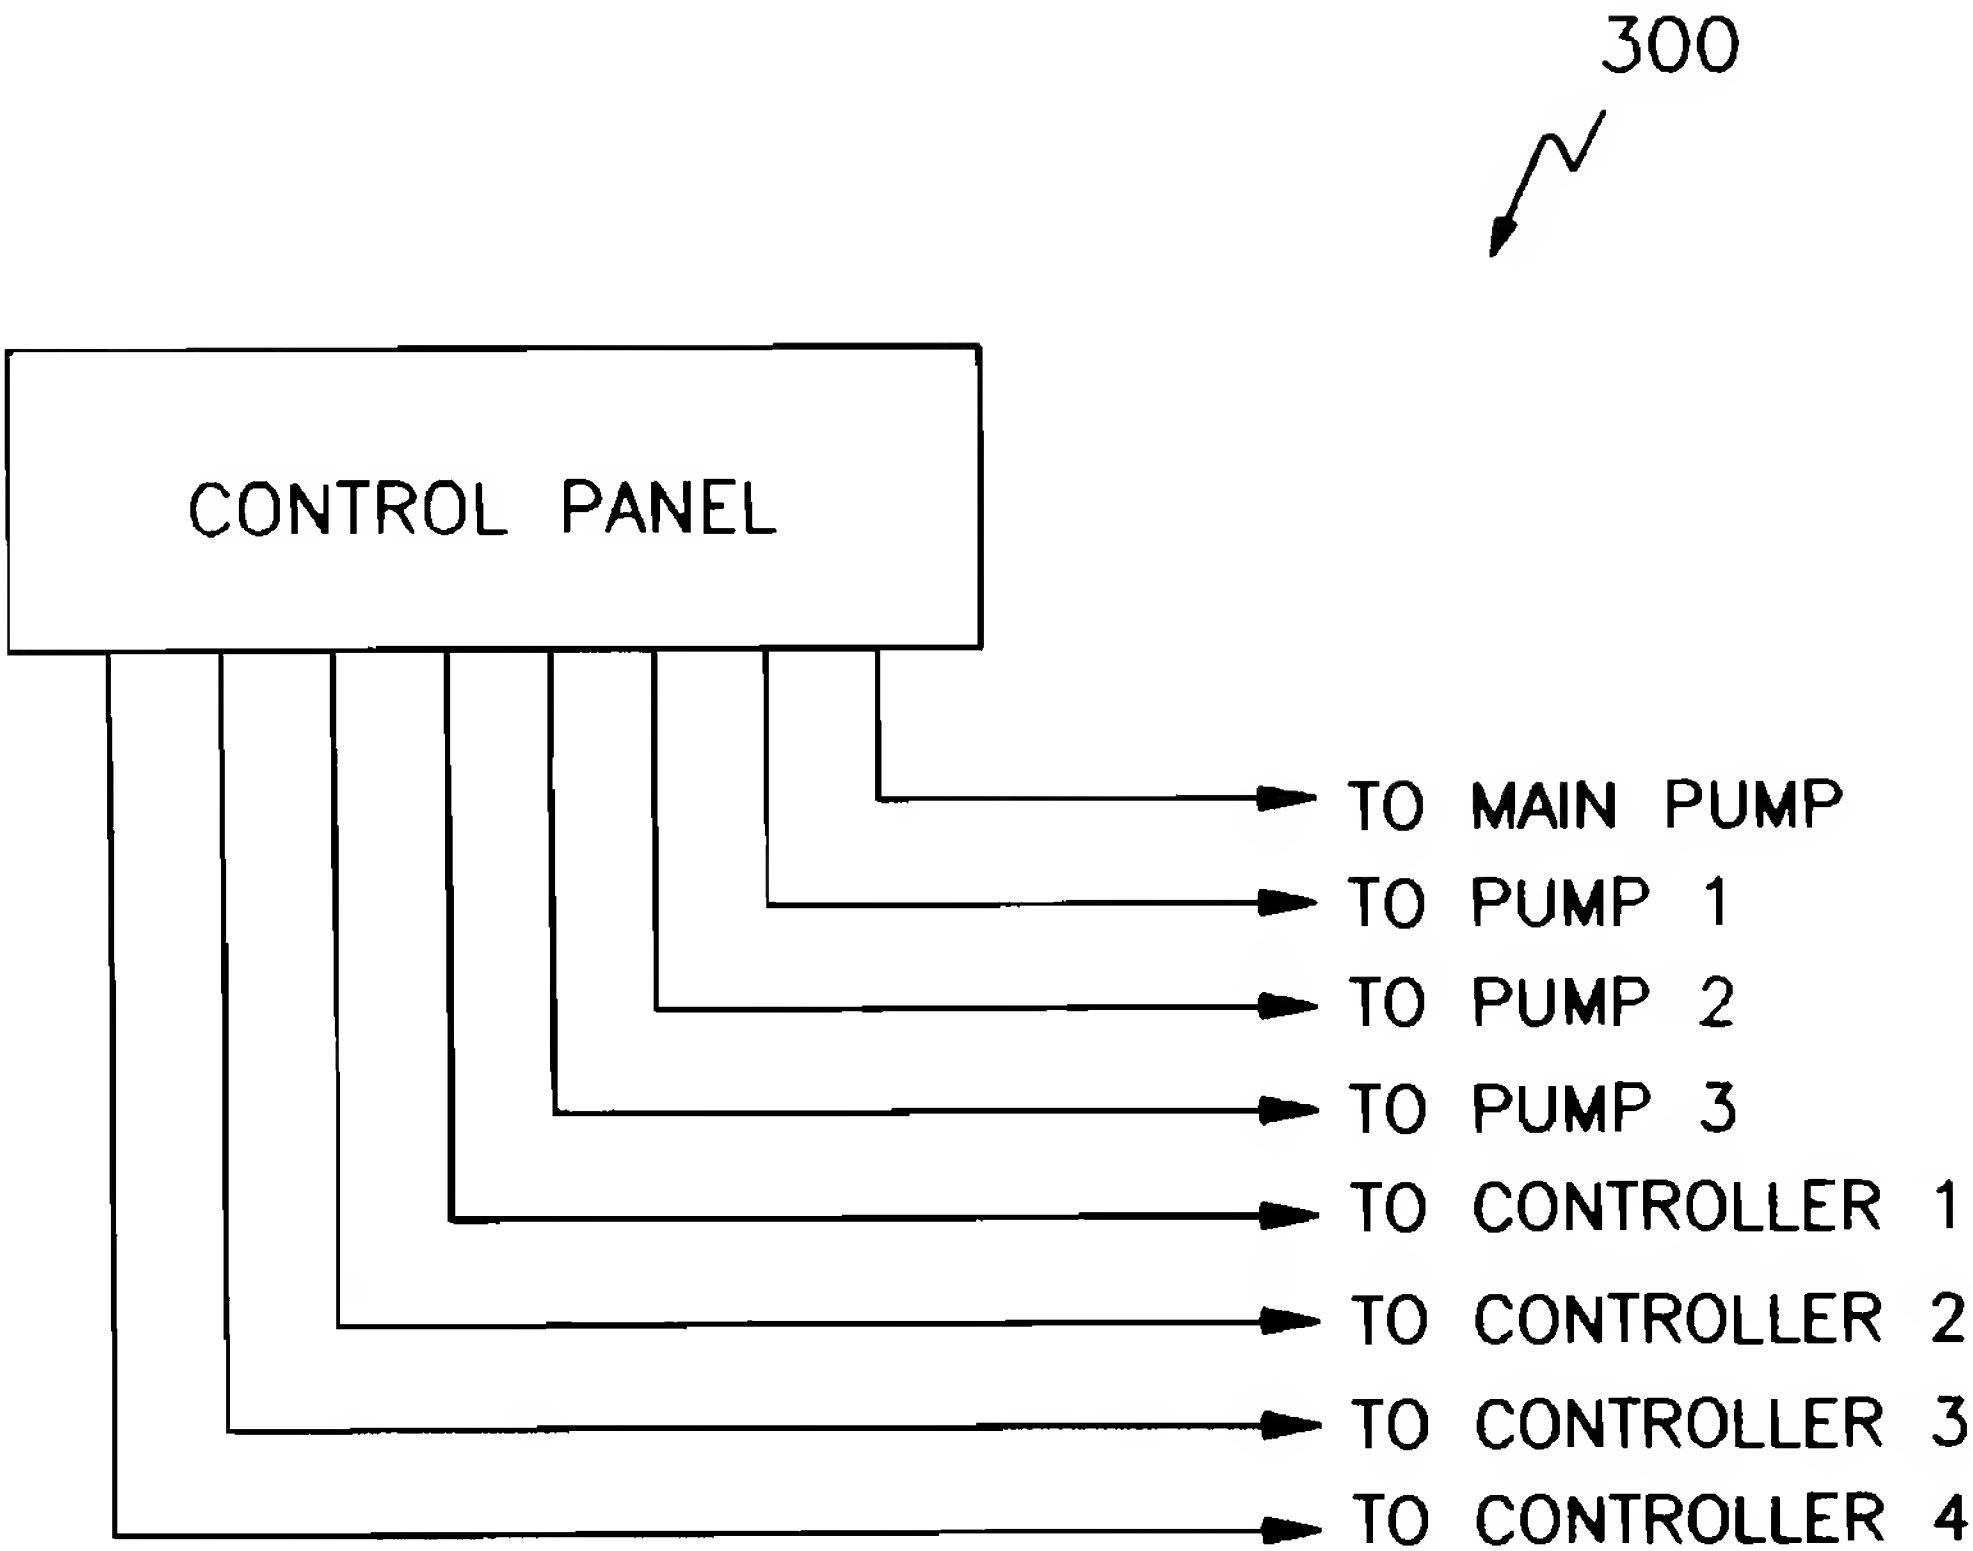 300
CONTROL PANEL
TO MAIN PUMP
TO PUMP 1
TO PUMP 2
TO PUMP 3
TO CONTROLLER 1
TO CONTROLLER 2
TO CONTROLLER 3
TO CONTROLLER 4